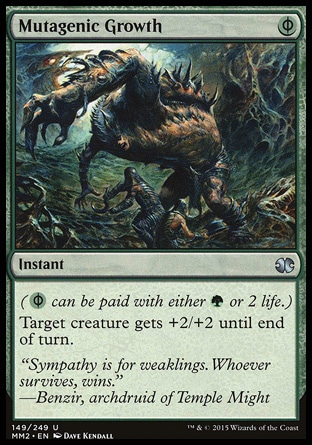 Mutagenic Growth
Instant
( can be paid with either or 2 life.)
Target creature gets +2/+2 until end
of turn.
“Sympathy is for weaklings. Whoever
survives, wins.”
—Benzir, archdruid of Temple Might
149/249 U
MM2 • EN Dave Kendall
™ & © 2015 Wizards of the Coast